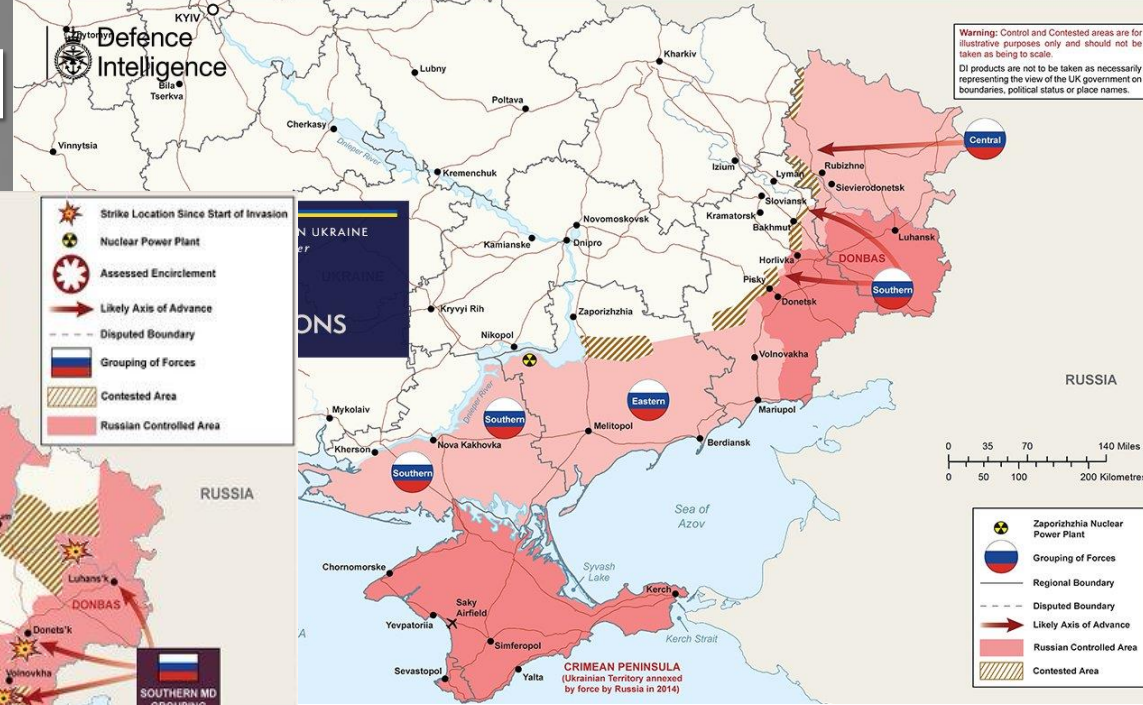 KYIV
Defence
Intelligence
Bila
Tserkva
Vinnytsia
Cherkasy
Lubny
Poltava
Kharkiv
Dnieper River
Kremenchuk
Warning: Control and Contested areas are for
illustrative purposes only and should not be
taken as being to scale.
DI products are not to be taken as necessarily
representing the view of the UK government on
boundaries, political status or place names.
Central
Izium
Lyman
Rubizhne
Sievierodonetsk
Sloviansk
Kramatorsk
Bakhmut
Luhansk
Horlivka
DONBAS
Southern
Pisky
Donetsk
Novomoskovsk
Kamianske
Dnipro
N UKRAINE
er
UKRAINE
ONS
Kryvyi Rih
Zaporizhzhia
Nikopol
Volnovakha
RUSSIA
Dnieper River
Eastern
Southern
Mariupol
Mykolaiv
Melitopol
Berdiansk
Nova Kakhovka
Kherson
Southern
0 35 70 140 Miles
0 50 100 200 Kilometres
Sea of
Azov
Chornomorske
Syvash
Lake
Saky
Airfield
Kerch
Yevpatoriia
Kerch Strait
Simferopol
Sevastopol
Yalta
CRIMEAN PENINSULA
(Ukrainian Territory annexed
by force by Russia in 2014)
Zaporizhzhia Nuclear
Power Plant
Grouping of Forces
Regional Boundary
Disputed Boundary
Likely Axis of Advance
Russian Controlled Area
Contested Area
Strike Location Since Start of Invasion
Nuclear Power Plant
Assessed Encirclement
Likely Axis of Advance
Disputed Boundary
Grouping of Forces
Contested Area
Russian Controlled Area
RUSSIA
Luhans'k
DONBAS
Donets'k
Volnovkha
SOUTHERN MD
GROUPING